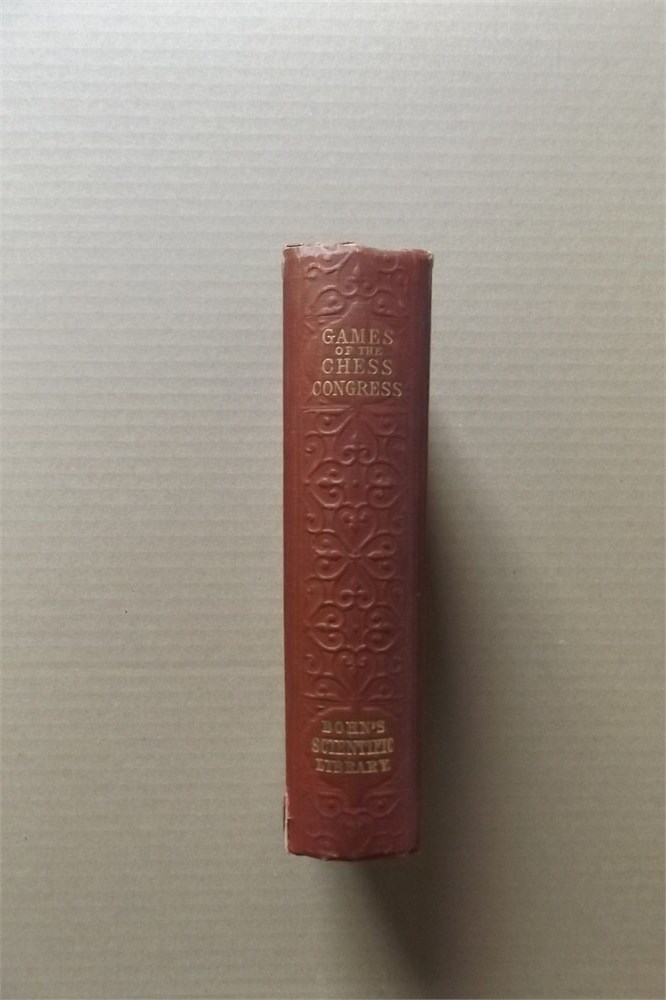 GAMES
OF THE
CHESS
CONGRESS
BOHN'S
SCIENTIFIC
LIBRARY.